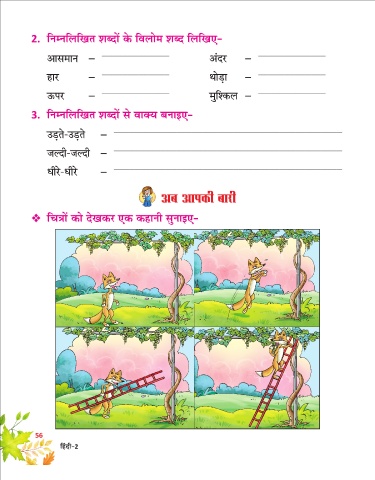 2. निम्नलिखित शब्दों के विलोम शब्द लिखिए-
आसमान – अंदर –
हार – थोड़ा –
ऊपर – मुश्किल –
3. निम्नलिखित शब्दों से वाक्य बनाइए-
उड़ते-उड़ते –
जल्दी-जल्दी –
धीरे-धीरे –
अब आपकी बारी
❖ चित्रों को देखकर एक कहानी सुनाइए-
56
हिंदी-2